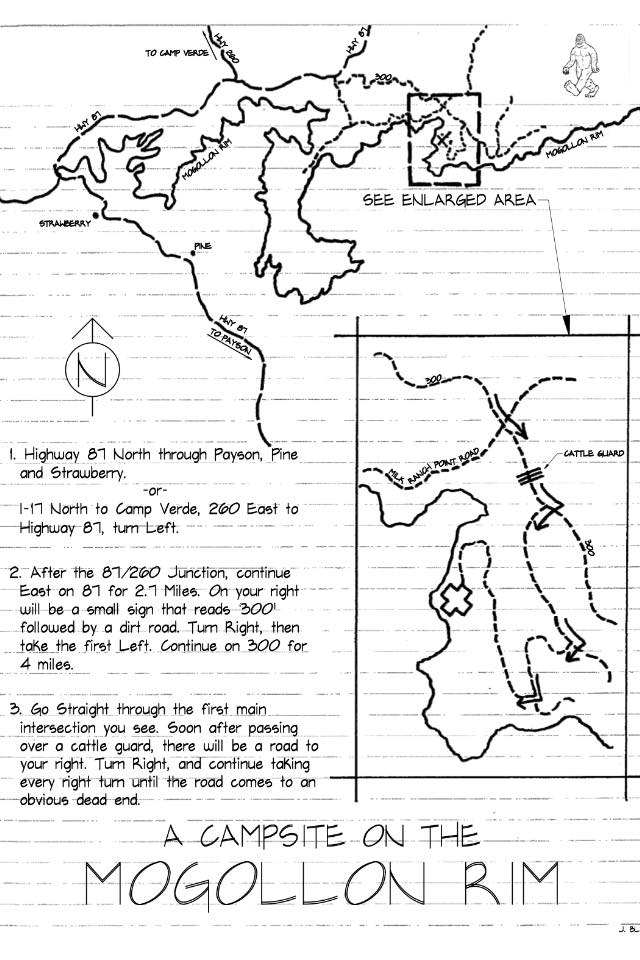 HWY 260
HWY 87
TO CAMP VERDE
300
HWY 87
MOGOLLON RIM
MOGOLLON RIM
SEE ENLARGED AREA
STRAWBERRY
PINE
HWY 87
TO PAYSON
N
300
CATTLE GUARD
MILK RANCH POINT ROAD
300
1. Highway 87 North through Payson, Pine
and Strawberry.
-or-
I-17 North to Camp Verde, 260 East to
Highway 87, turn Left.
2. After the 87/260 Junction, continue
East on 87 for 2.7 Miles. On your right
will be a small sign that reads '300'
followed by a dirt road. Turn Right, then
take the first Left. Continue on 300 for
4 miles.
3. Go Straight through the first main
intersection you see. Soon after passing
over a cattle guard, there will be a road to
your right. Turn Right, and continue taking
every right turn until the road comes to an
obvious dead end.
A CAMPSITE ON THE
MOGOLLON RIM